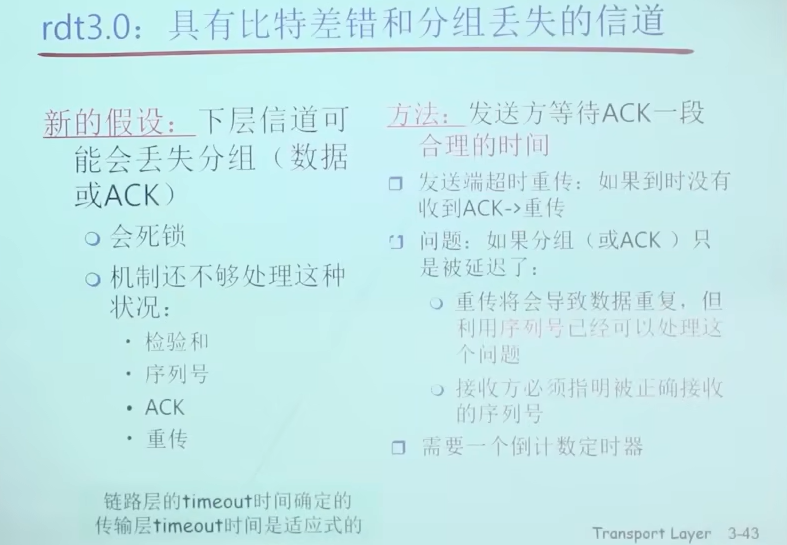 rdt3.0：具有比特差错和分组丢失的信道
新的假设：下层信道可
能会丢失分组（数据
或ACK）
会死锁
机制还不够处理这种
状况：
检验和
序列号
ACK
重传
方法：发送方等待ACK一段
合理的时间
发送端超时重传：如果到时没有
收到ACK->重传
问题：如果分组（或ACK ）只
是被延迟了：
重传将会导致数据重复，但
利用序列号已经可以处理这
个问题
接收方必须指明被正确接收
的序列号
需要一个倒计数定时器
链路层的timeout时间确定的
传输层timeout时间是适应式的
Transport Layer 3-43